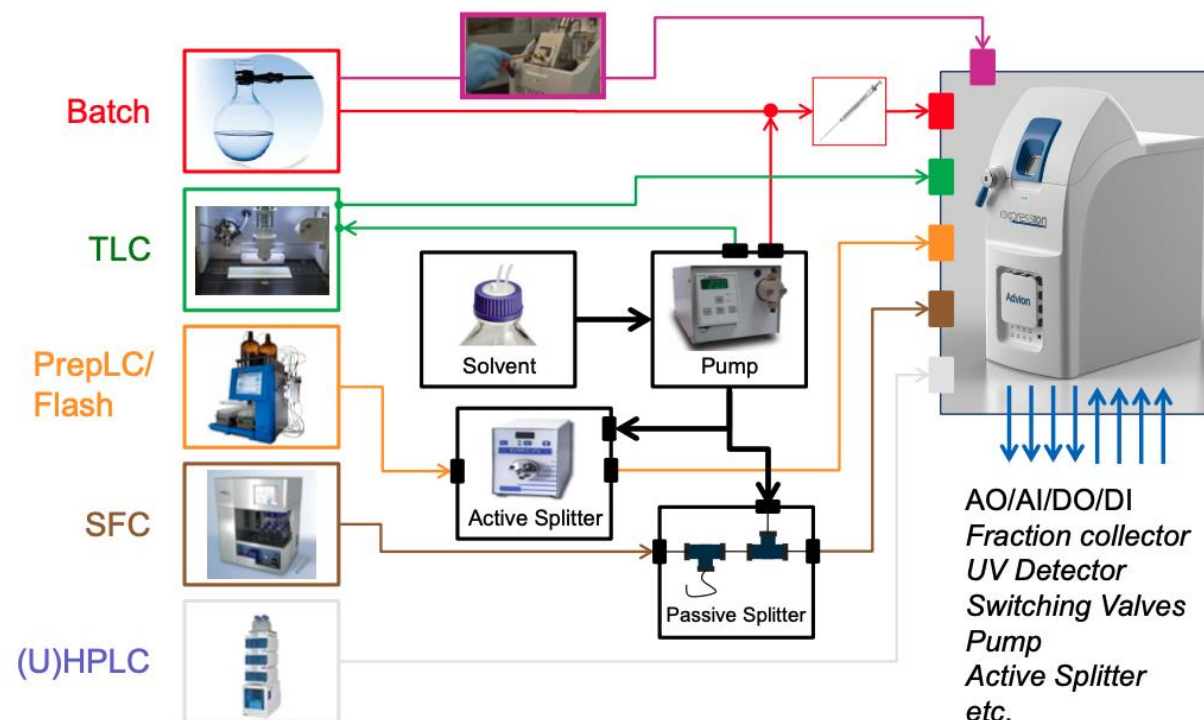 Batch
TLC
PrepLC/
Flash
SFC
(U)HPLC
Solvent
Pump
Active Splitter
Passive Splitter
expression
Advion
AO/AI/DO/DI
Fraction collector
UV Detector
Switching Valves
Pump
Active Splitter
etc.